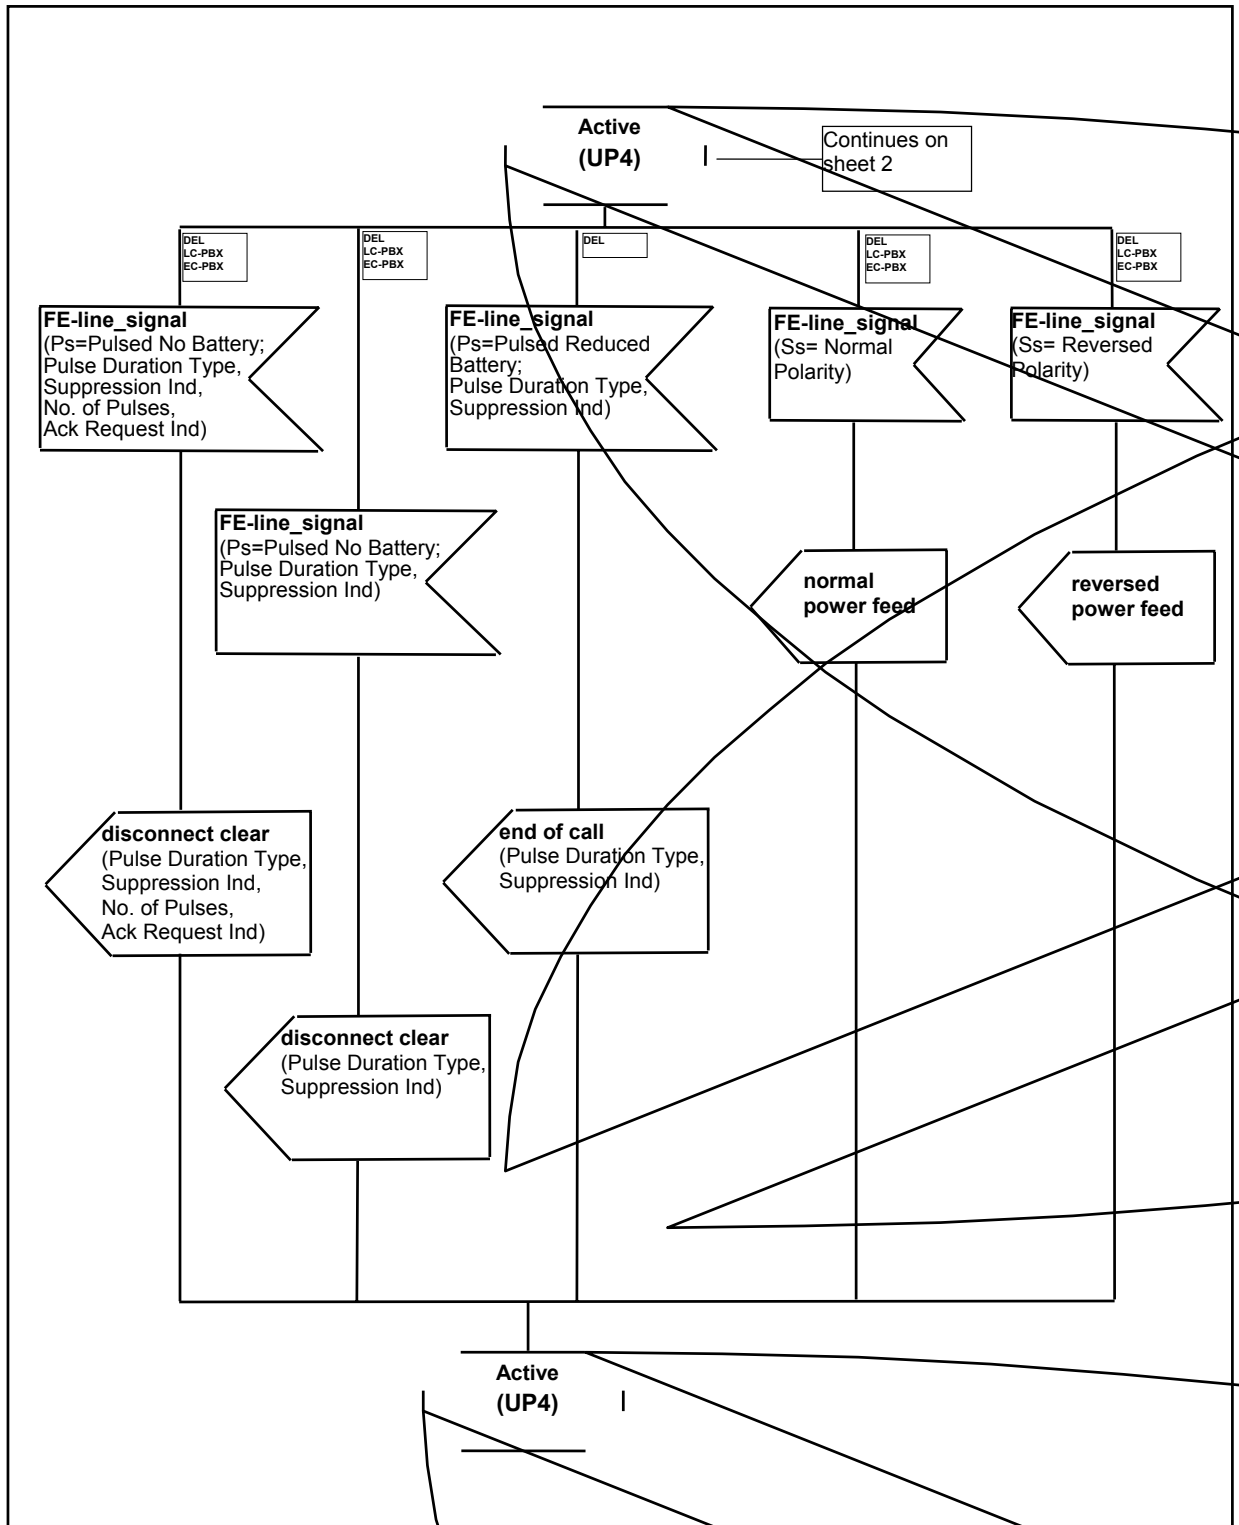 Active
(UP4)
Continues on
sheet 2
DEL
LC-PBX
EC-PBX
DEL
LC-PBX
EC-PBX
DEL
DEL
LC-PBX
EC-PBX
DEL
LC-PBX
EC-PBX
FE-line_signal
(Ps=Pulsed No Battery;
Pulse Duration Type,
Suppression Ind,
No. of Pulses,
Ack Request Ind)
FE-line_signal
(Ps=Pulsed Reduced
Battery;
Pulse Duration Type,
Suppression Ind)
FE-line_signal
(Ss= Normal
Polarity)
FE-line_signal
(Ss= Reversed
Polarity)
FE-line_signal
(Ps=Pulsed No Battery;
Pulse Duration Type,
Suppression Ind)
normal
power feed
reversed
power feed
disconnect clear
(Pulse Duration Type,
Suppression Ind,
No. of Pulses,
Ack Request Ind)
end of call
(Pulse Duration Type,
Suppression Ind)
disconnect clear
(Pulse Duration Type,
Suppression Ind)
Active
(UP4)